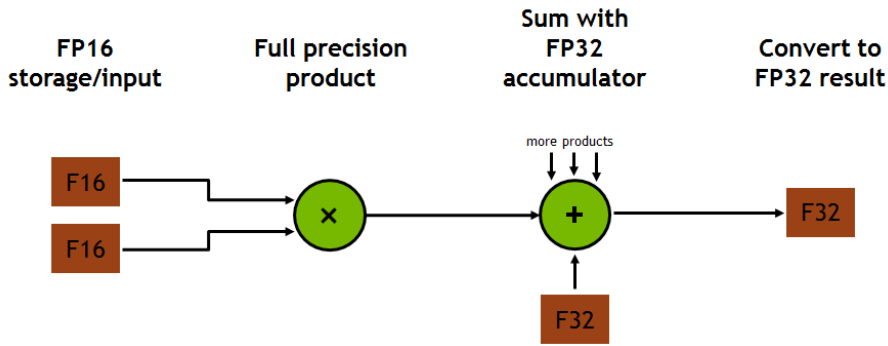 FP16
storage/input
Full precision
product
Sum with
FP32
accumulator
Convert to
FP32 result
more products
F16
F16
×
+
F32
F32